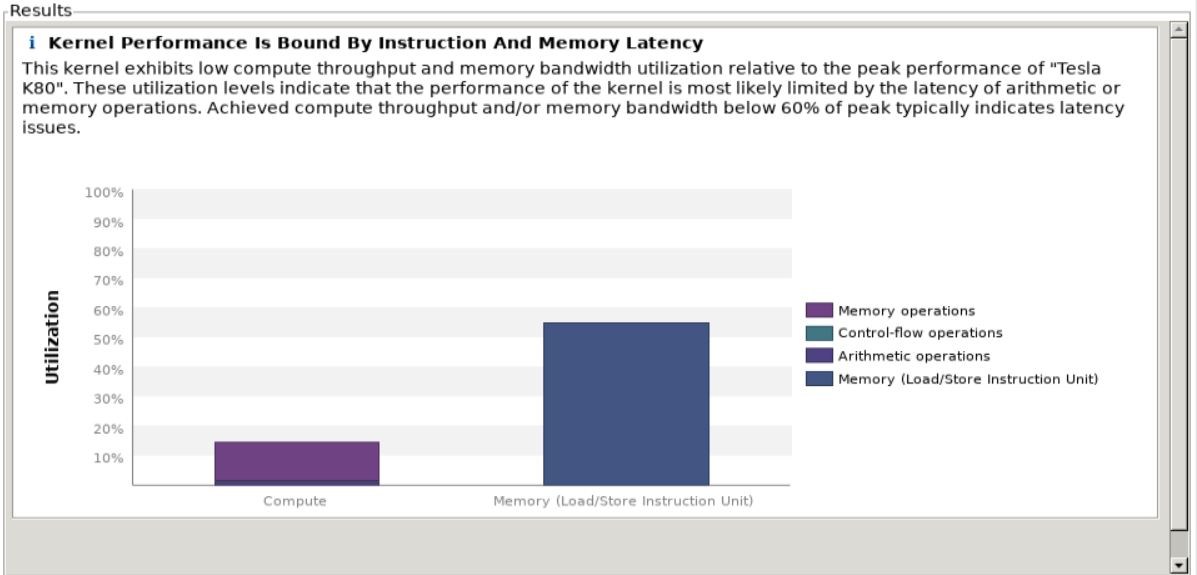 Results
i Kernel Performance Is Bound By Instruction And Memory Latency
This kernel exhibits low compute throughput and memory bandwidth utilization relative to the peak performance of "Tesla
K80". These utilization levels indicate that the performance of the kernel is most likely limited by the latency of arithmetic or
memory operations. Achieved compute throughput and/or memory bandwidth below 60% of peak typically indicates latency
issues.
100%
90%
80%
70%
60%
50%
40%
30%
20%
10%
Utilization
Compute
Memory (Load/Store Instruction Unit)
Memory operations
Control-flow operations
Arithmetic operations
Memory (Load/Store Instruction Unit)